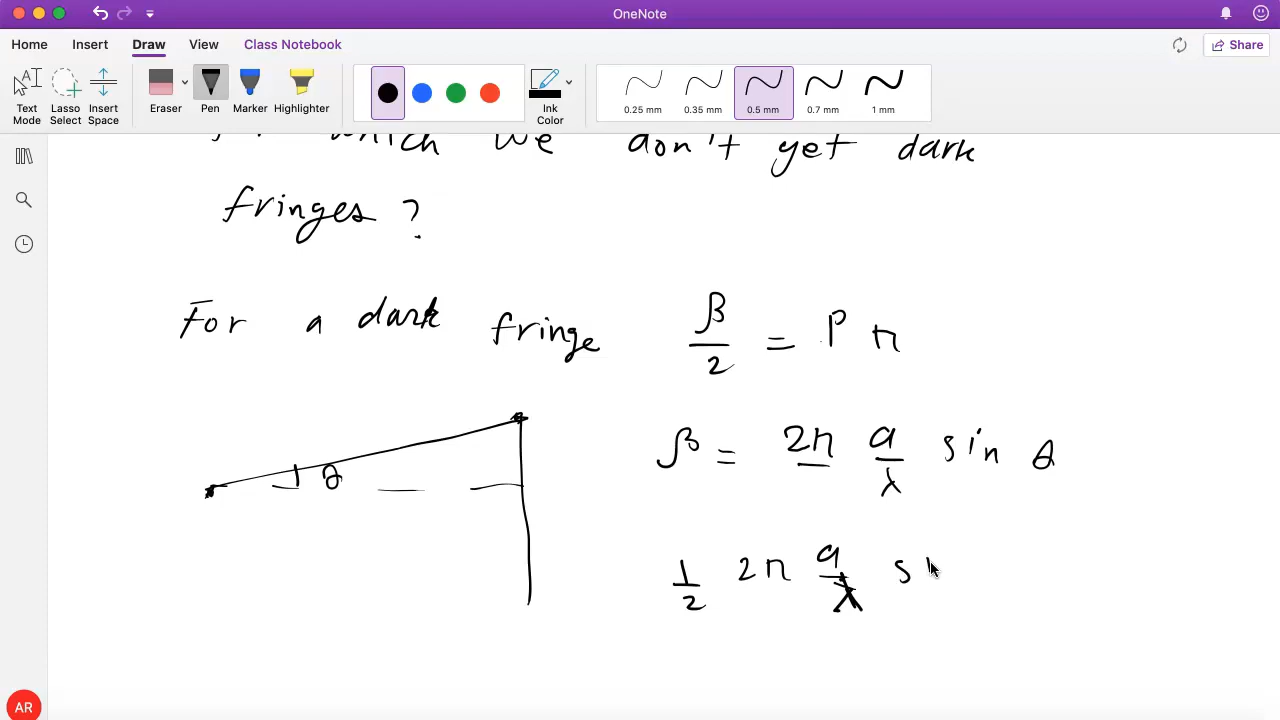 OneNote
Home Insert Draw View Class Notebook Share
Text Mode Lasso Select Insert Space Eraser Pen Marker Highlighter Ink Color 0.25 mm 0.35 mm 0.5 mm 0.7 mm 1 mm
which we don't yet dark
fringes ?
For a dark fringe β/2 = P π
β = 2π a/λ sin θ
θ
1/2 2π a/λ s
AR